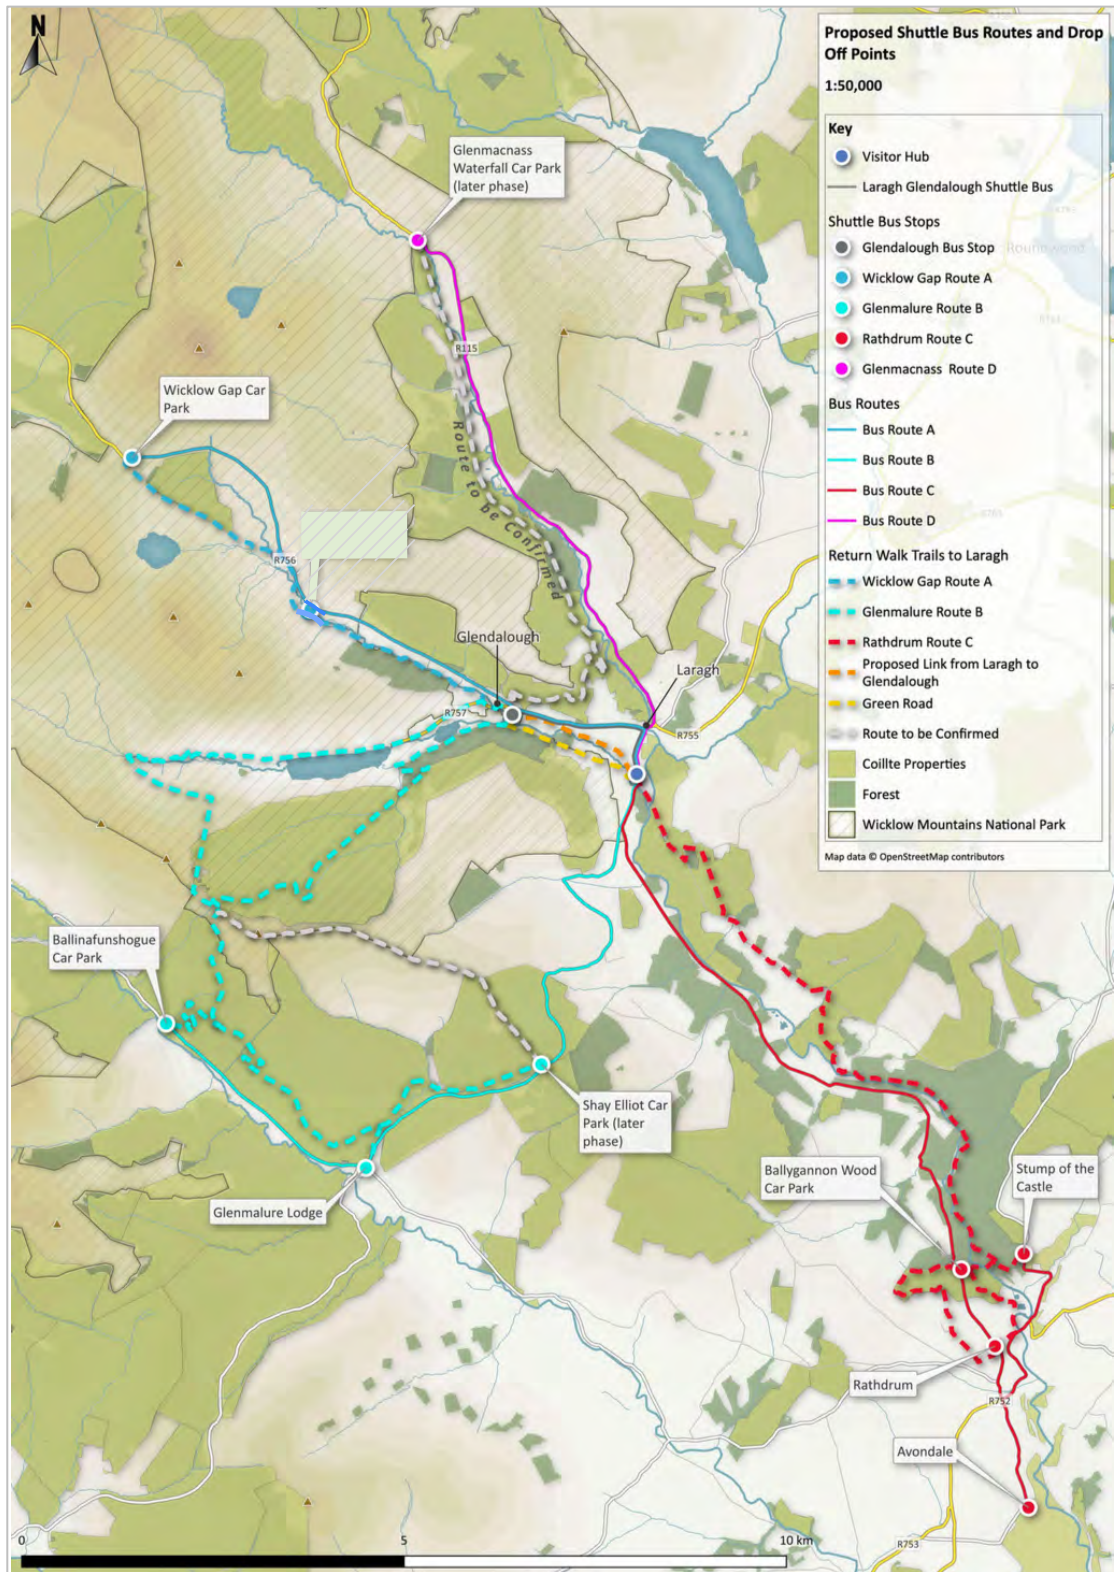 N
Proposed Shuttle Bus Routes and Drop
Off Points
1:50,000
Key
Visitor Hub
Laragh Glendalough Shuttle Bus
Shuttle Bus Stops
Glendalough Bus Stop
Wicklow Gap Route A
Glenmalure Route B
Rathdrum Route C
Glenmacnass Route D
Bus Routes
Bus Route A
Bus Route B
Bus Route C
Bus Route D
Return Walk Trails to Laragh
Wicklow Gap Route A
Glenmalure Route B
Rathdrum Route C
Proposed Link from Laragh to
Glendalough
Green Road
Route to be Confirmed
Coillte Properties
Forest
Wicklow Mountains National Park
Map data © OpenStreetMap contributors
Glenmacnass
Waterfall Car Park
(later phase)
R115
Route to be Confirmed
Wicklow Gap Car
Park
R756
Glendalough
Laragh
R757
R755
Ballinafunshogue
Car Park
Shay Elliot Car
Park (later
phase)
Glenmalure Lodge
Ballygannon Wood
Car Park
Stump of the
Castle
Rathdrum
R752
Avondale
R753
0
5
10 km